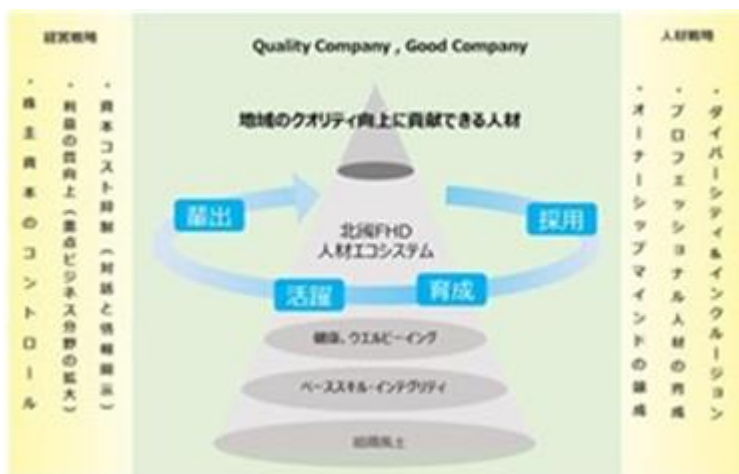 経営戦略
・資本コスト抑制（対話と情報開示）
・利益の質向上（重点ビジネス分野の拡大）
・株主資本のコントロール
Quality Company , Good Company
地域のクオリティ向上に貢献できる人材
輩出
採用
北國FHD
人材エコシステム
活躍
育成
健康、ウエルビーイング
ベーススキル・インテグリティ
組織風土
人材戦略
・ダイバーシティ&インクルージョン
・プロフェッショナル人材の育成
・オーナーシップマインドの醸成